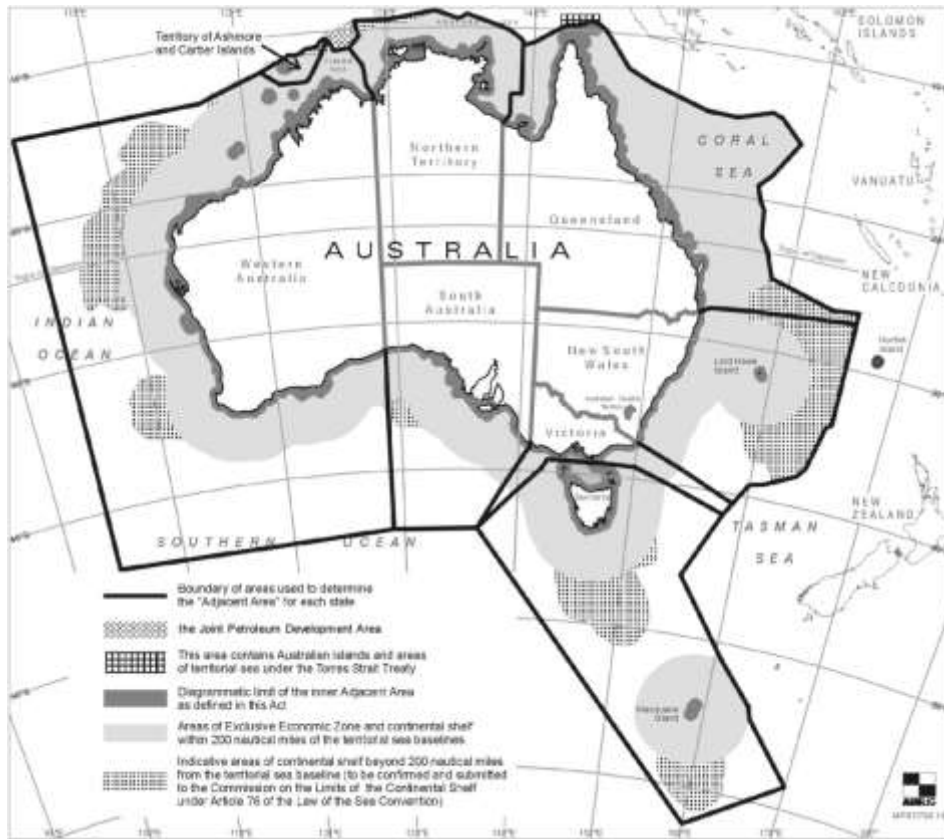 Territory of Ashmore
and Cartier Islands
SOLOMON
ISLANDS
CORAL
SEA
VANUATU
Northern
Territory
Queensland
AUSTRALIA
Western
Australia
South
Australia
NEW
CALEDONIA
INDIAN
OCEAN
New South
Wales
Lord Howe
Island
Norfolk
Island
Victoria
Tasmania
NEW
ZEALAND
TASMAN
SEA
SOUTHERN OCEAN
Boundary of areas used to determine
the "Adjacent Area" for each state
the Joint Petroleum Development Area
This area contains Australian Islands and areas
of territorial sea under the Torres Strait Treaty
Diagrammatic limit of the inner Adjacent Area
as defined in this Act
Areas of Exclusive Economic Zone and continental shelf
within 200 nautical miles of the territorial sea baselines
Indicative areas of continental shelf beyond 200 nautical miles
from the territorial sea baseline (to be confirmed and submitted
to the Commission on the Limits of the Continental Shelf
under Article 76 of the Law of the Sea Convention)
Macquarie
Island
AUSLIG